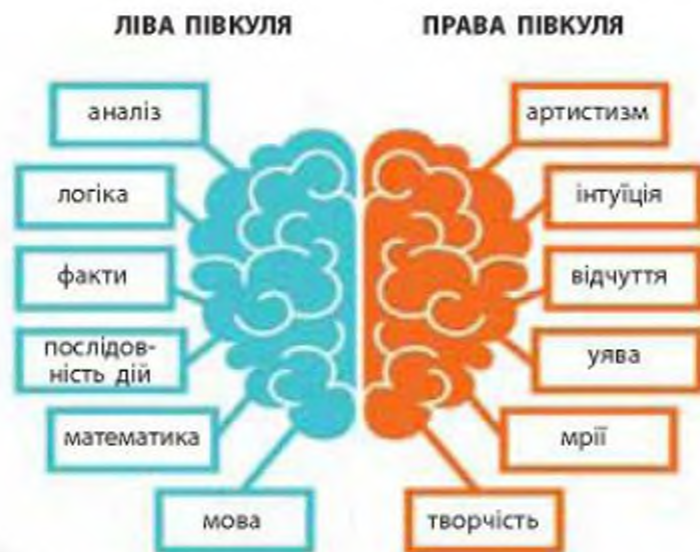 ЛІВА ПІВКУЛЯ
ПРАВА ПІВКУЛЯ
аналіз
артистизм
логіка
інтуїція
факти
відчуття
послідов-
ність дій
уява
математика
мрії
мова
творчість